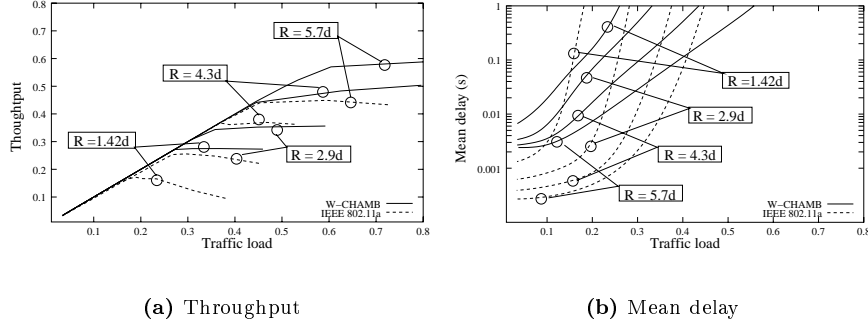 0.8
0.7
0.6
0.5
0.4
0.3
0.2
0.1
Thoughtput
R = 5.7d
R = 4.3d
R =1.42d
R = 2.9d
W-CHAMB
IEEE 802.11a
0.1 0.2 0.3 0.4 0.5 0.6 0.7 0.8
Traffic load
1
0.1
0.01
0.001
Mean delay (s)
R =1.42d
R = 2.9d
R = 4.3d
R = 5.7d
W-CHAMB
IEEE 802.11a
0.1 0.2 0.3 0.4 0.5 0.6 0.7 0.8
Traffic load
(a) Throughput
(b) Mean delay